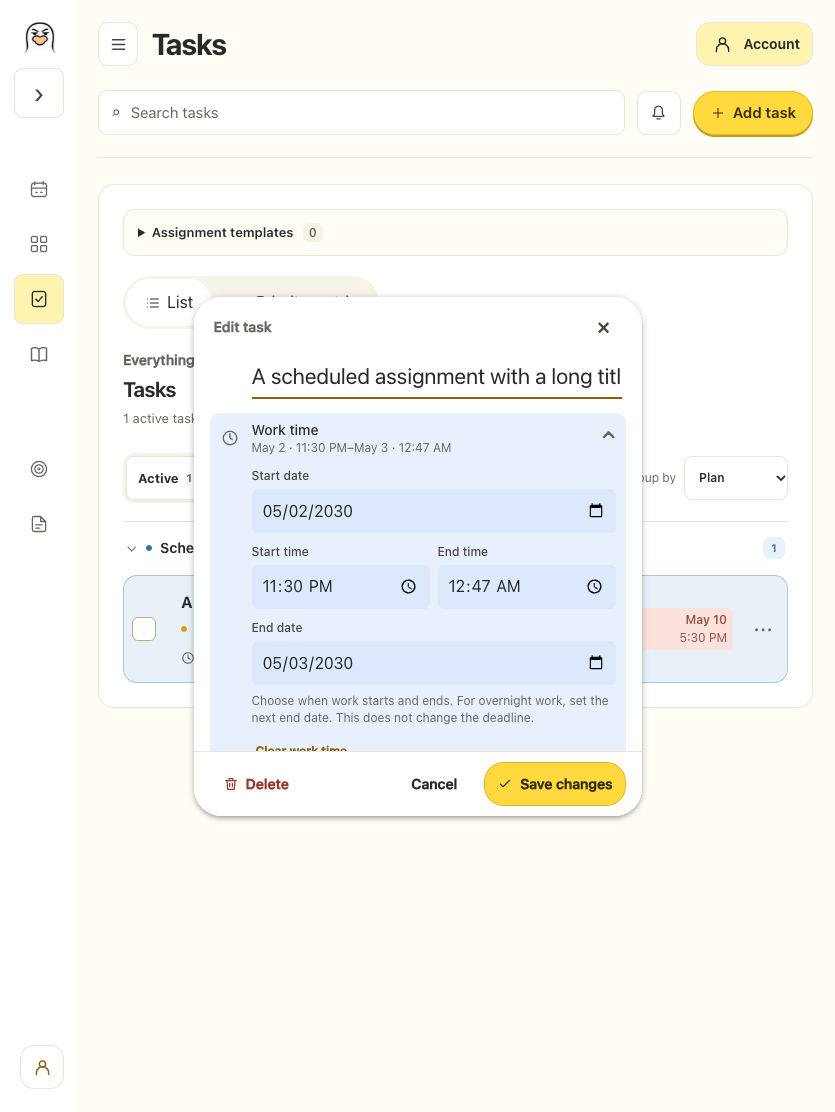 Tasks
Account
Search tasks
+ Add task
Assignment templates 0
List
Edit task
A scheduled assignment with a long titl
Everything
Tasks
1 active task
Work time
May 2 · 11:30 PM–May 3 · 12:47 AM
Start date
05/02/2030
Active 1
Plan
Start time
End time
11:30 PM
12:47 AM
1
End date
05/03/2030
A
May 10
5:30 PM
Choose when work starts and ends. For overnight work, set the
next end date. This does not change the deadline.
Clear work time
Delete
Cancel
Save changes